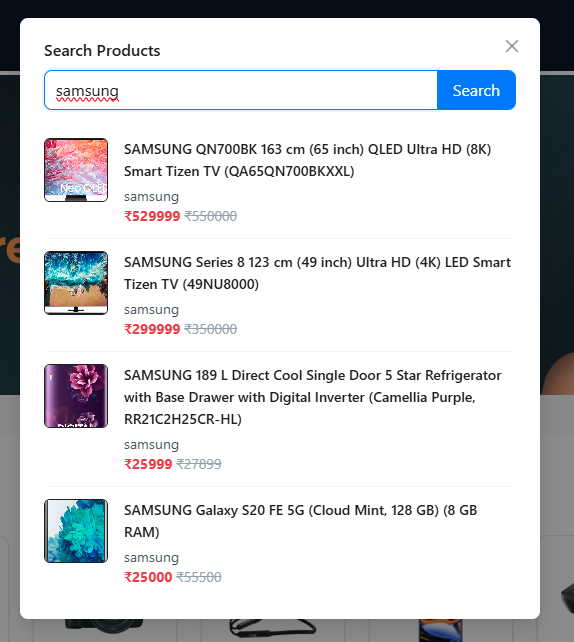 Search Products
samsung
Search
SAMSUNG QN700BK 163 cm (65 inch) QLED Ultra HD (8K)
Smart Tizen TV (QA65QN700BKXXL)
samsung
₹529999 ₹550000
SAMSUNG Series 8 123 cm (49 inch) Ultra HD (4K) LED Smart
Tizen TV (49NU8000)
samsung
₹299999 ₹350000
SAMSUNG 189 L Direct Cool Single Door 5 Star Refrigerator
with Base Drawer with Digital Inverter (Camellia Purple,
RR21C2H25CR-HL)
samsung
₹25999 ₹27899
SAMSUNG Galaxy S20 FE 5G (Cloud Mint, 128 GB) (8 GB
RAM)
samsung
₹25000 ₹55500